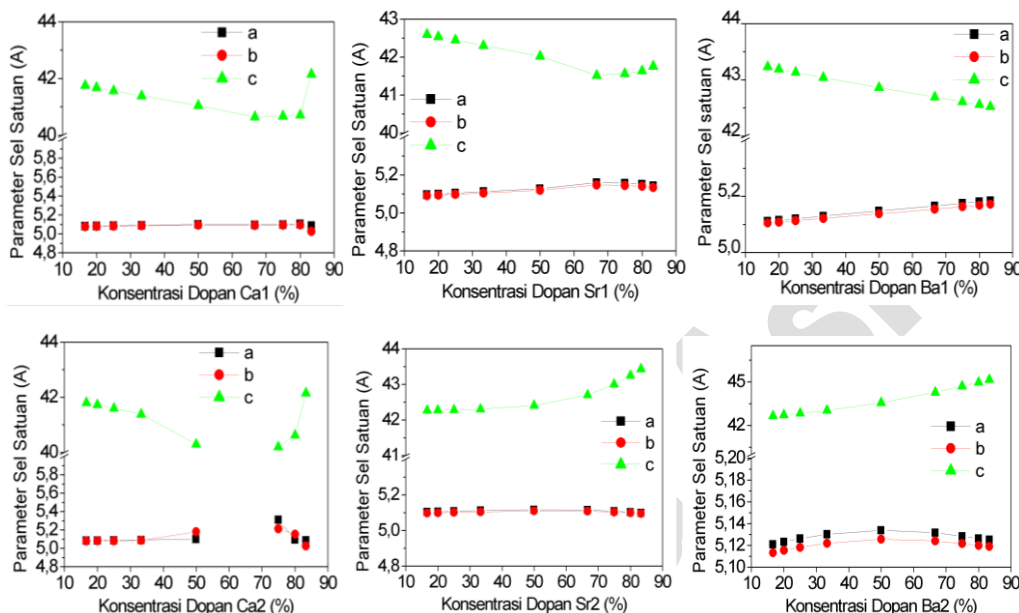 44
42
40
5,8
5,6
5,4
5,2
5,0
4,8
10 20 30 40 50 60 70 80 90
Parameter Sel Satuan (A)
Konsentrasi Dopan Ca1 (%)
a
b
c
43
42
41
40
5,2
5,0
4,8
10 20 30 40 50 60 70 80 90
Parameter Sel Satuan (A)
Konsentrasi Dopan Sr1 (%)
a
b
c
44
43
42
5,2
5,0
10 20 30 40 50 60 70 80 90
Parameter Sel satuan (A)
Konsentrasi Dopan Ba1 (%)
a
b
c
44
42
40
5,8
5,6
5,4
5,2
5,0
4,8
10 20 30 40 50 60 70 80 90
Parameter Sel Satuan (A)
Konsentrasi Dopan Ca2 (%)
a
b
c
44
43
42
41
5,2
5,0
4,8
10 20 30 40 50 60 70 80 90
Parameter Sel Satuan (A)
Konsentrasi Dopan Sr2 (%)
a
b
c
45
42
5,20
5,18
5,16
5,14
5,12
5,10
10 20 30 40 50 60 70 80 90
Parameter Sel Satuan (A)
Konsentrasi Dopan Ba2 (%)
a
b
c